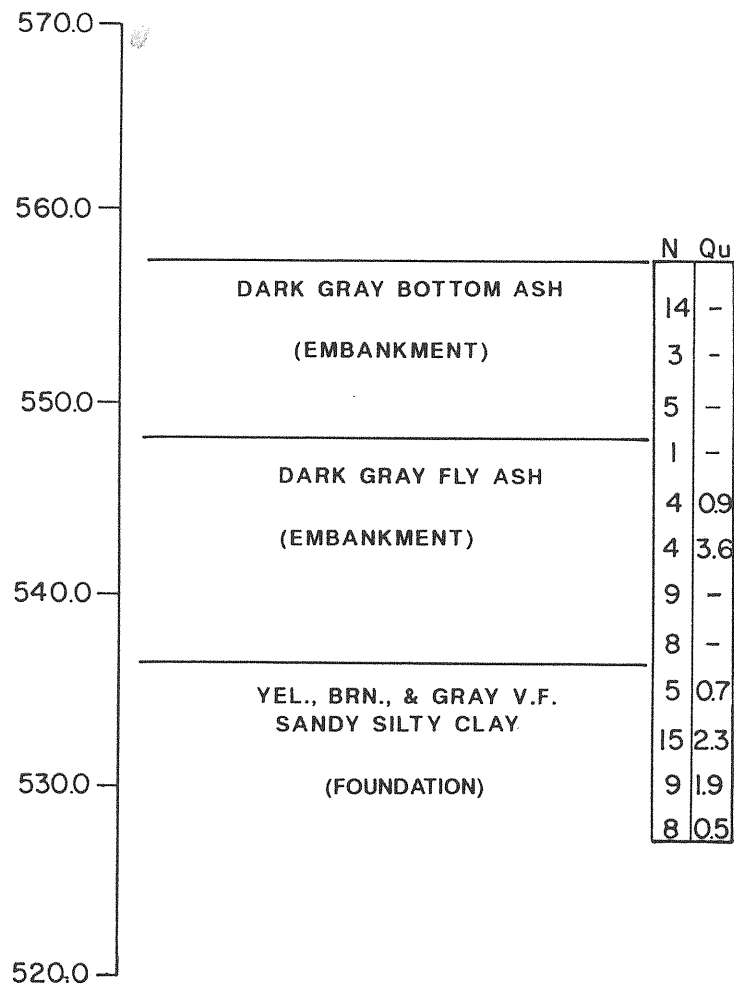 570.0
560.0
N Qu
DARK GRAY BOTTOM ASH
14 –
(EMBANKMENT)
3 –
550.0
5 –
1 –
DARK GRAY FLY ASH
4 0.9
(EMBANKMENT)
4 3.6
540.0
9 –
8 –
YEL., BRN., & GRAY V.F.
5 0.7
SANDY SILTY CLAY
15 2.3
530.0
(FOUNDATION)
9 1.9
8 0.5
520.0